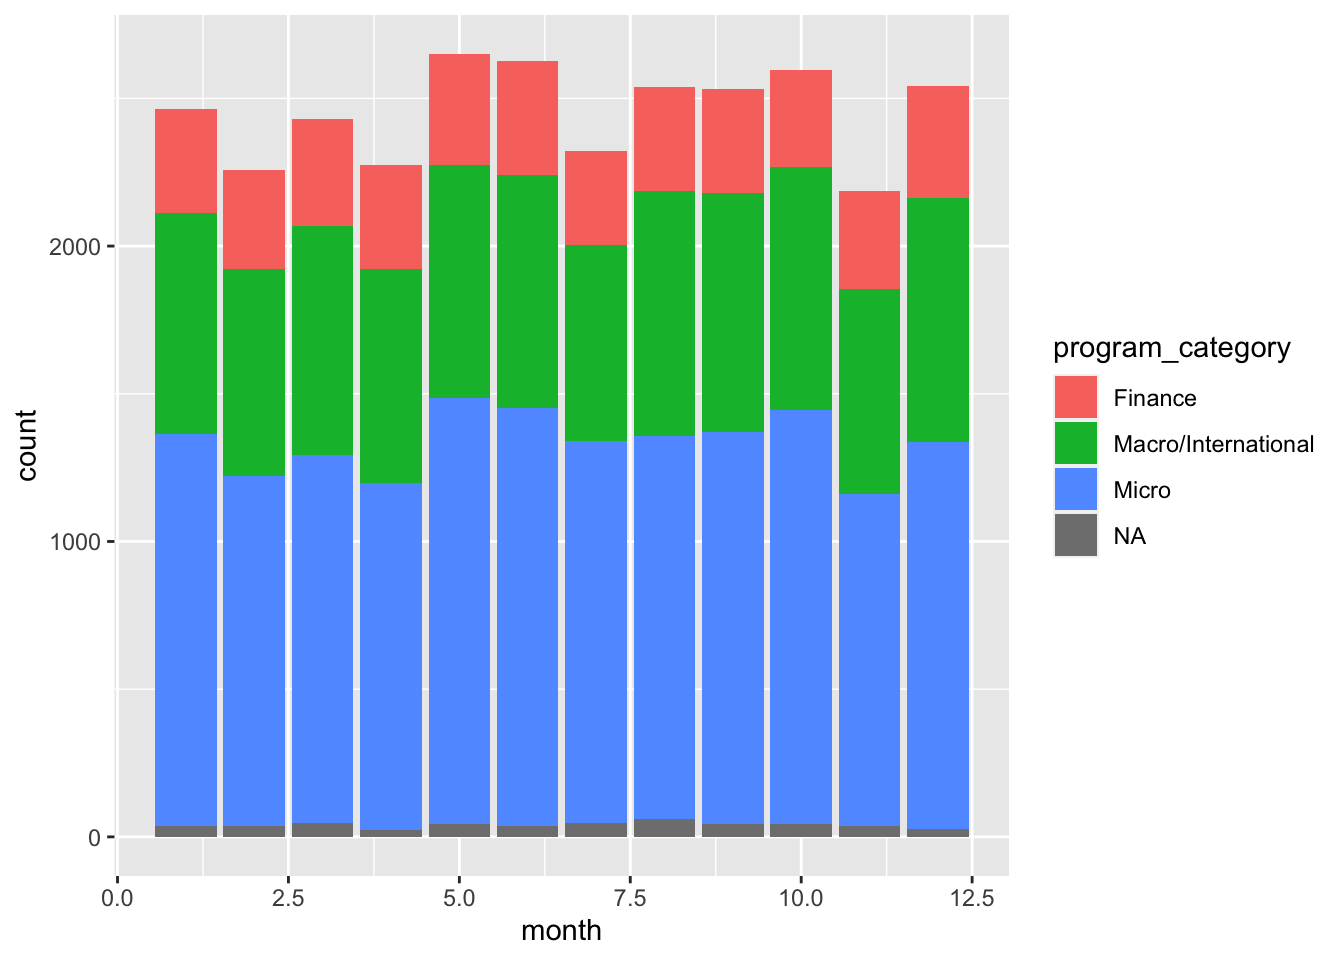 2000
1000
0
count
0.0 2.5 5.0 7.5 10.0 12.5
month
program_category
Finance
Macro/International
Micro
NA